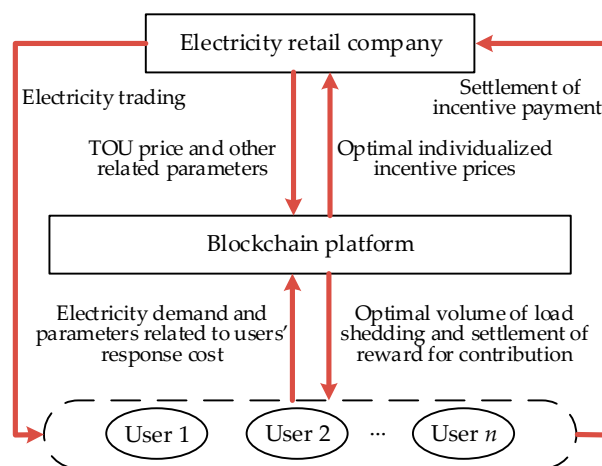 Electricity retail company
Electricity trading
Settlement of
incentive payment
TOU price and other
related parameters
Optimal individualized
incentive prices
Blockchain platform
Electricity demand and
parameters related to users’
response cost
Optimal volume of load
shedding and settlement of
reward for contribution
User 1
User 2
...
User n